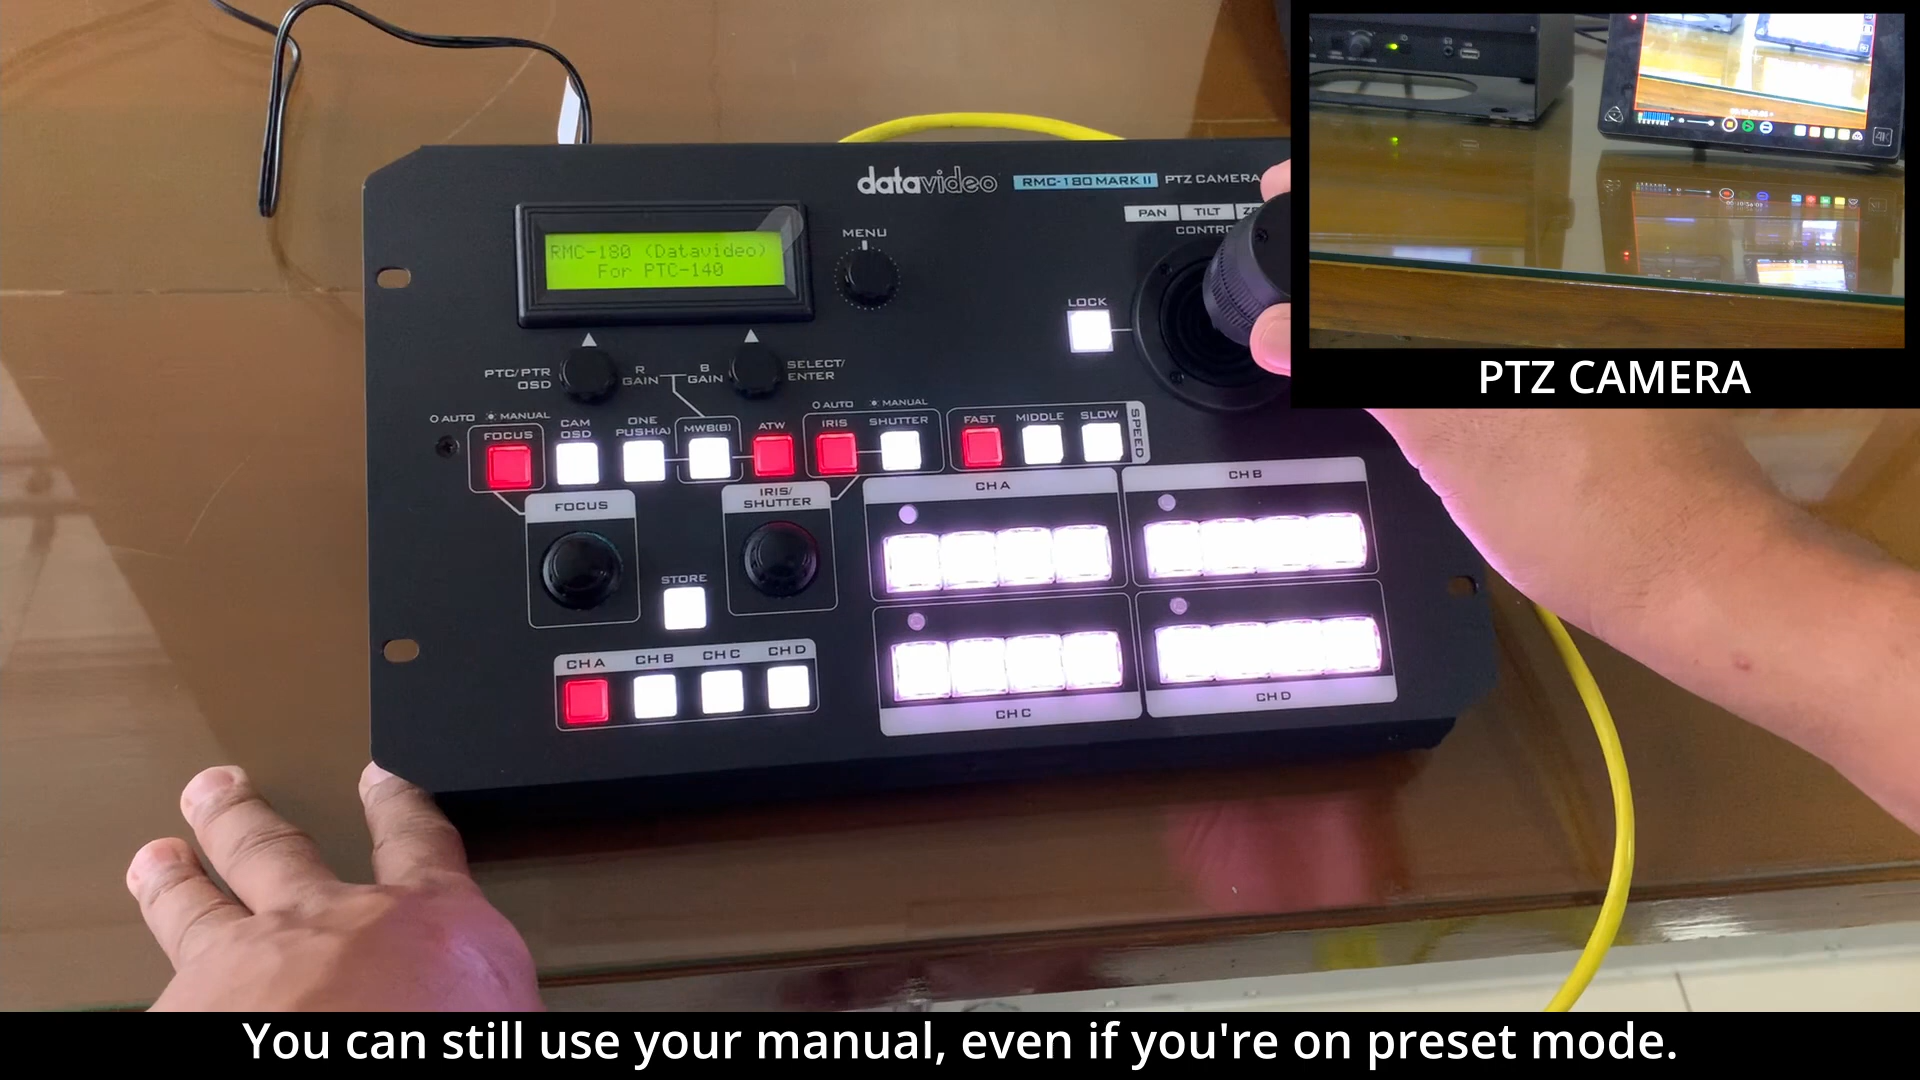 datavideo RMC-180 MARK II PTZ CAMERA
PAN TILT
RMC-180 (Datavideo)
For PTC-140
MENU
LOCK
PTC/PTR OSD
R GAIN
B GAIN
SELECT/ ENTER
AUTO MANUAL
FOCUS
CAM OSD
ONE PUSH(A)
MWB(B)
ATW
AUTO MANUAL
IRIS
SHUTTER
FAST
MIDDLE
SLOW
SPEED
FOCUS
IRIS/ SHUTTER
CH A
CH B
STORE
CH A CH B CH C CH D
CH C
CH D
4K
PTZ CAMERA
You can still use your manual, even if you're on preset mode.